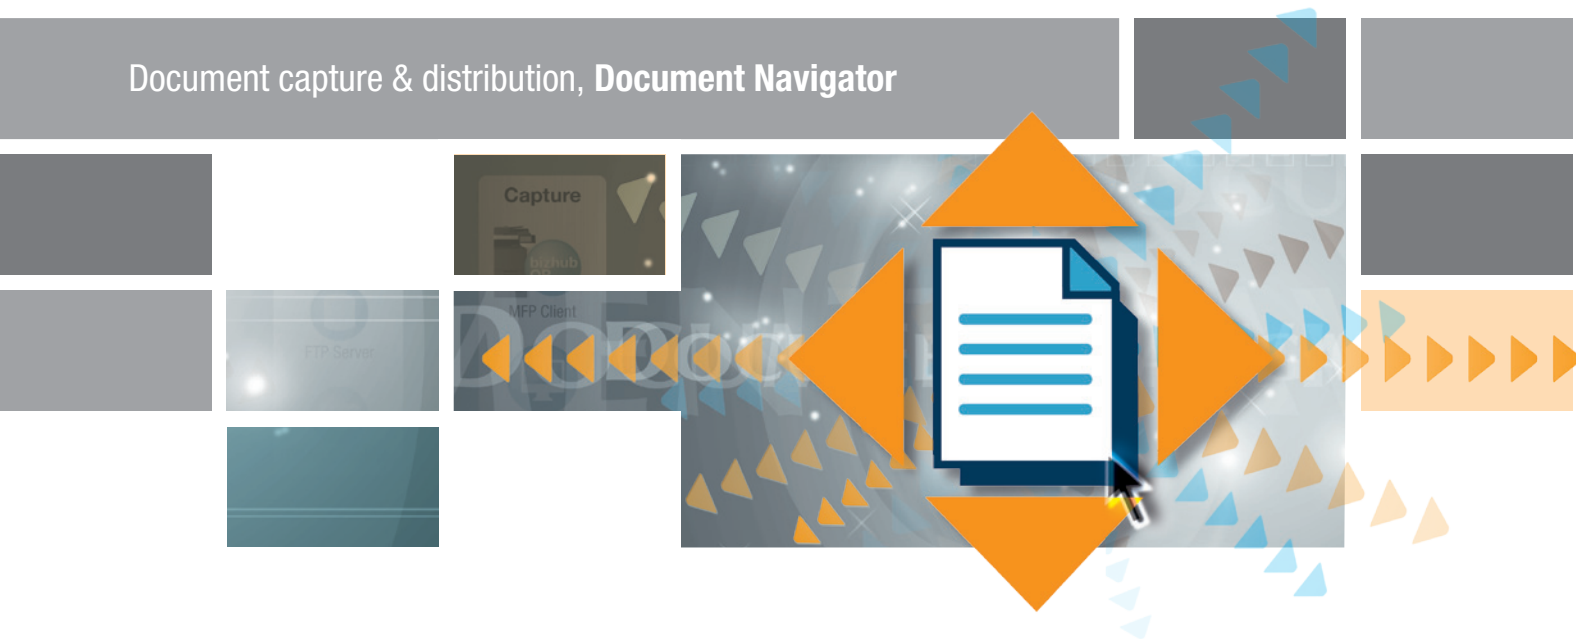 Document capture & distribution, Document Navigator
Capture
bizhub
MFP Client
FTP Server